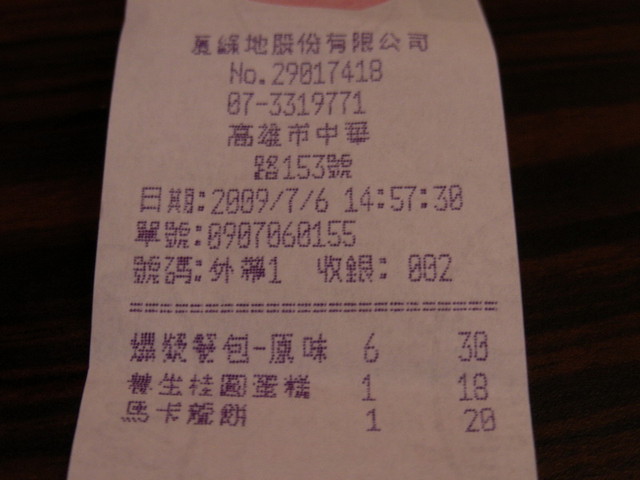 夏綠地股份有限公司
No.29017418
07-3319771
高雄市中華
路153號
日期:2009/7/6 14:57:30
單號:0907060155
號碼:外帶1 收銀: 002
爆漿餐包-原味 6 30
養生桂圓蛋糕 1 18
馬卡龍餅 1 20